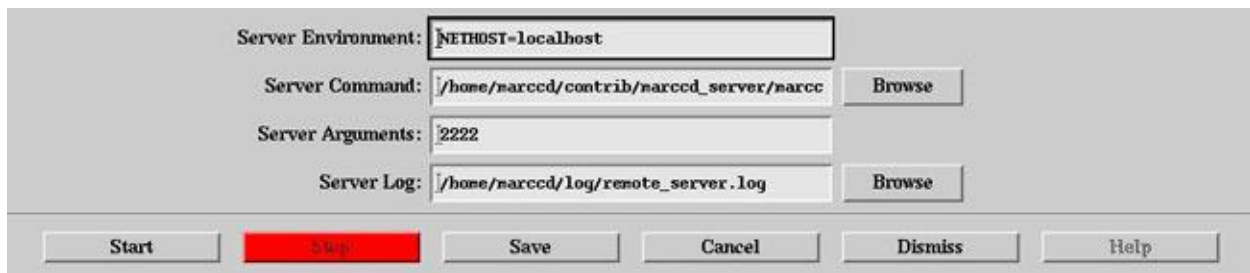 Server Environment: NETHOST=localhost
Server Command: /home/marccd/contrib/marccd_server/marcc Browse
Server Arguments: 2222
Server Log: /home/marccd/log/remote_server.log Browse
Start Stop Save Cancel Dismiss Help